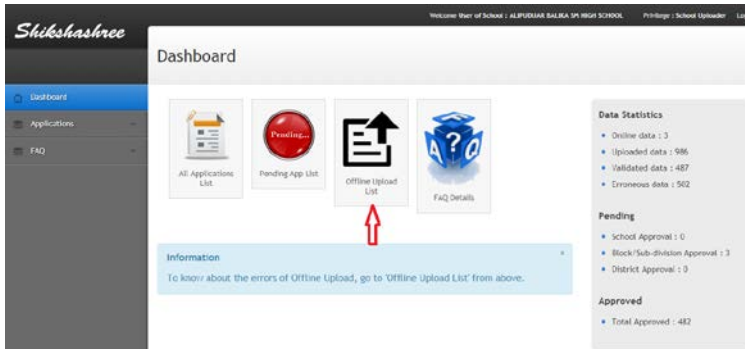 Welcome User of School : ALIPUDUAR BALIKA SM HIGH SCHOOL Privilege : School Uploader
Shikshashree
Dashboard
Dashboard
Applications
FAQ
Pending...
FAQ
All Applications
List
Pending App List
Offline Upload
List
FAQ Details
Information
To know about the errors of Offline Upload, go to 'Offline Upload List' from above.
Data Statistics
Online data : 3
Uploaded data : 986
Validated data : 487
Erroneous data : 502
Pending
School Approval : 0
Block/Sub-division Approval : 3
District Approval : 0
Approved
Total Approved : 482